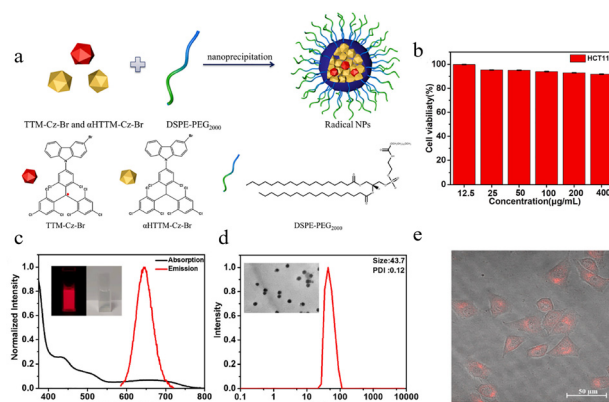 a
nanoprecipitation
TTM-Cz-Br and αHTTM-Cz-Br
DSPE-PEG2000
Radical NPs
TTM-Cz-Br
αHTTM-Cz-Br
DSPE-PEG2000
b
HCT11
Cell viability(%)
100
80
60
40
20
0
12.5 25 50 100 200 400
Concentration(μg/mL)
c
Absorption
Emission
Normalized Intensity
1.0
0.8
0.6
0.4
0.2
0.0
400 500 600 700 800
d
Size:43.7
PDI :0.12
Intensity
1.0
0.8
0.6
0.4
0.2
0.0
0.1 1 10 100 1000 10000
e
50 μm